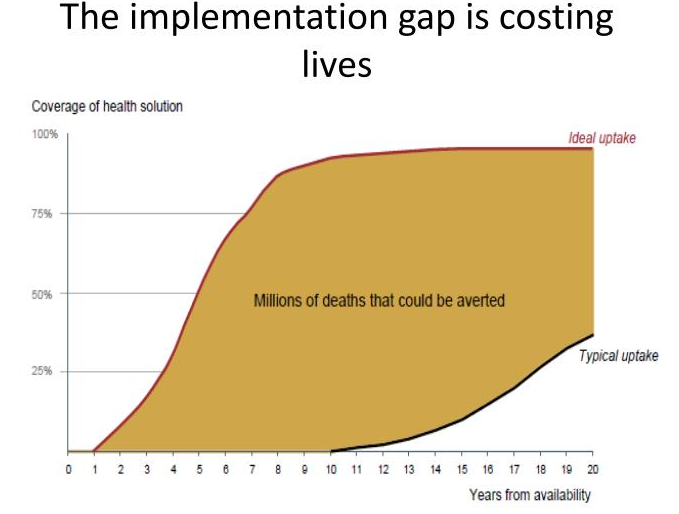 The implementation gap is costing
lives
Coverage of health solution
100%
Ideal uptake
75%
50%
Millions of deaths that could be averted
Typical uptake
25%
0 1 2 3 4 5 6 7 8 9 10 11 12 13 14 15 16 17 18 19 20
Years from availability